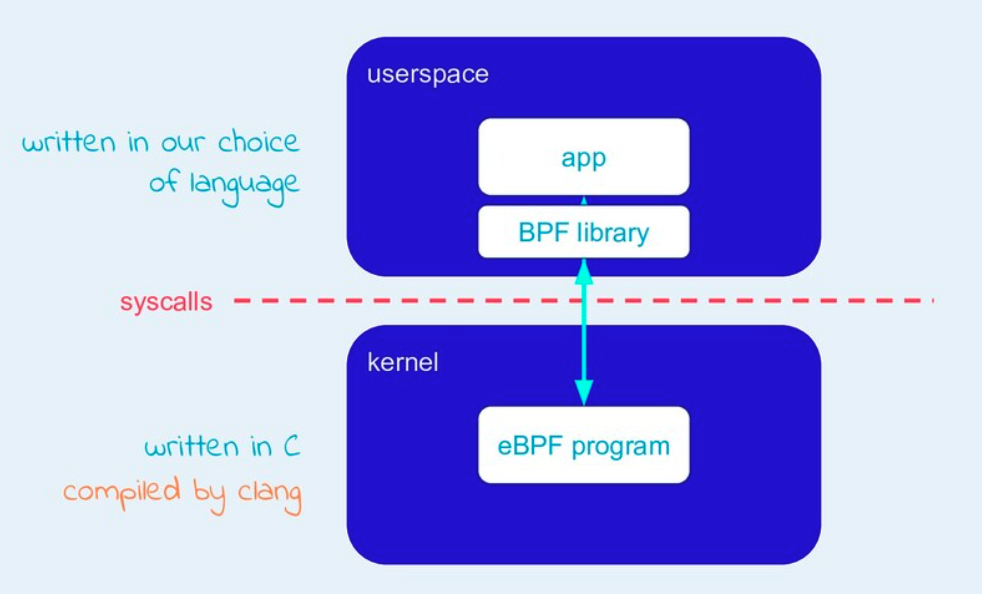 userspace
written in our choice
of language
app
BPF library
syscalls
kernel
written in C
compiled by clang
eBPF program